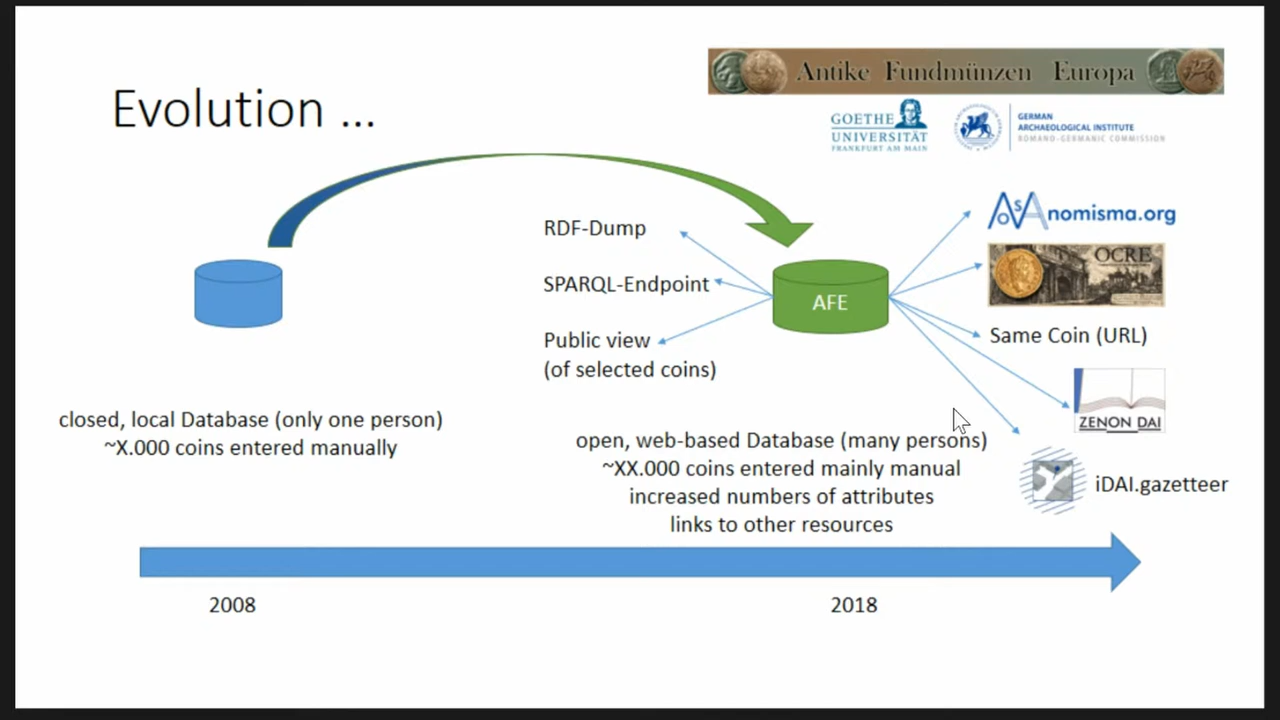 Antike Fundmünzen Europa
Evolution ...
GOETHE
UNIVERSITÄT
FRANKFURT AM MAIN
GERMAN
ARCHAEOLOGICAL INSTITUTE
ROMANO-GERMANIC COMMISSION
nomisma.org
RDF-Dump
OCRE
SPARQL-Endpoint
AFE
Same Coin (URL)
Public view
(of selected coins)
ZENON DAI
closed, local Database (only one person)
~X.000 coins entered manually
open, web-based Database (many persons)
~XX.000 coins entered mainly manual
increased numbers of attributes
links to other resources
iDAI.gazetteer
2008
2018